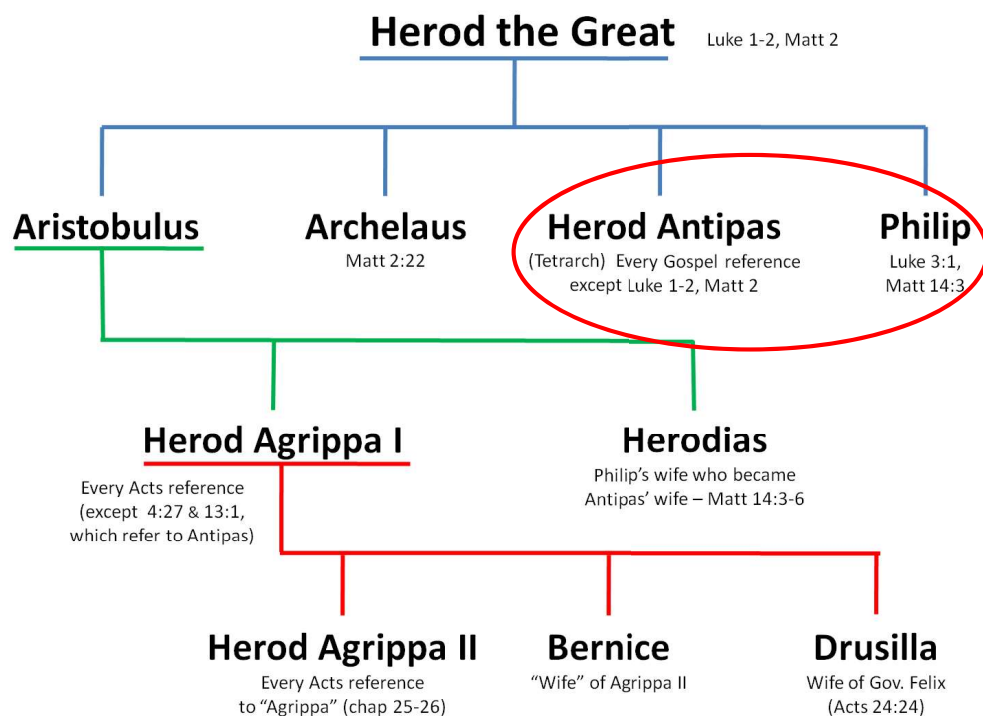 Herod the Great Luke 1-2, Matt 2
Aristobulus
Archelaus
Matt 2:22
Herod Antipas
(Tetrarch) Every Gospel reference
except Luke 1-2, Matt 2
Philip
Luke 3:1,
Matt 14:3
Herod Agrippa I
Every Acts reference
(except 4:27 & 13:1,
which refer to Antipas)
Herodias
Philip's wife who became
Antipas' wife – Matt 14:3-6
Herod Agrippa II
Every Acts reference
to "Agrippa" (chap 25-26)
Bernice
"Wife" of Agrippa II
Drusilla
Wife of Gov. Felix
(Acts 24:24)